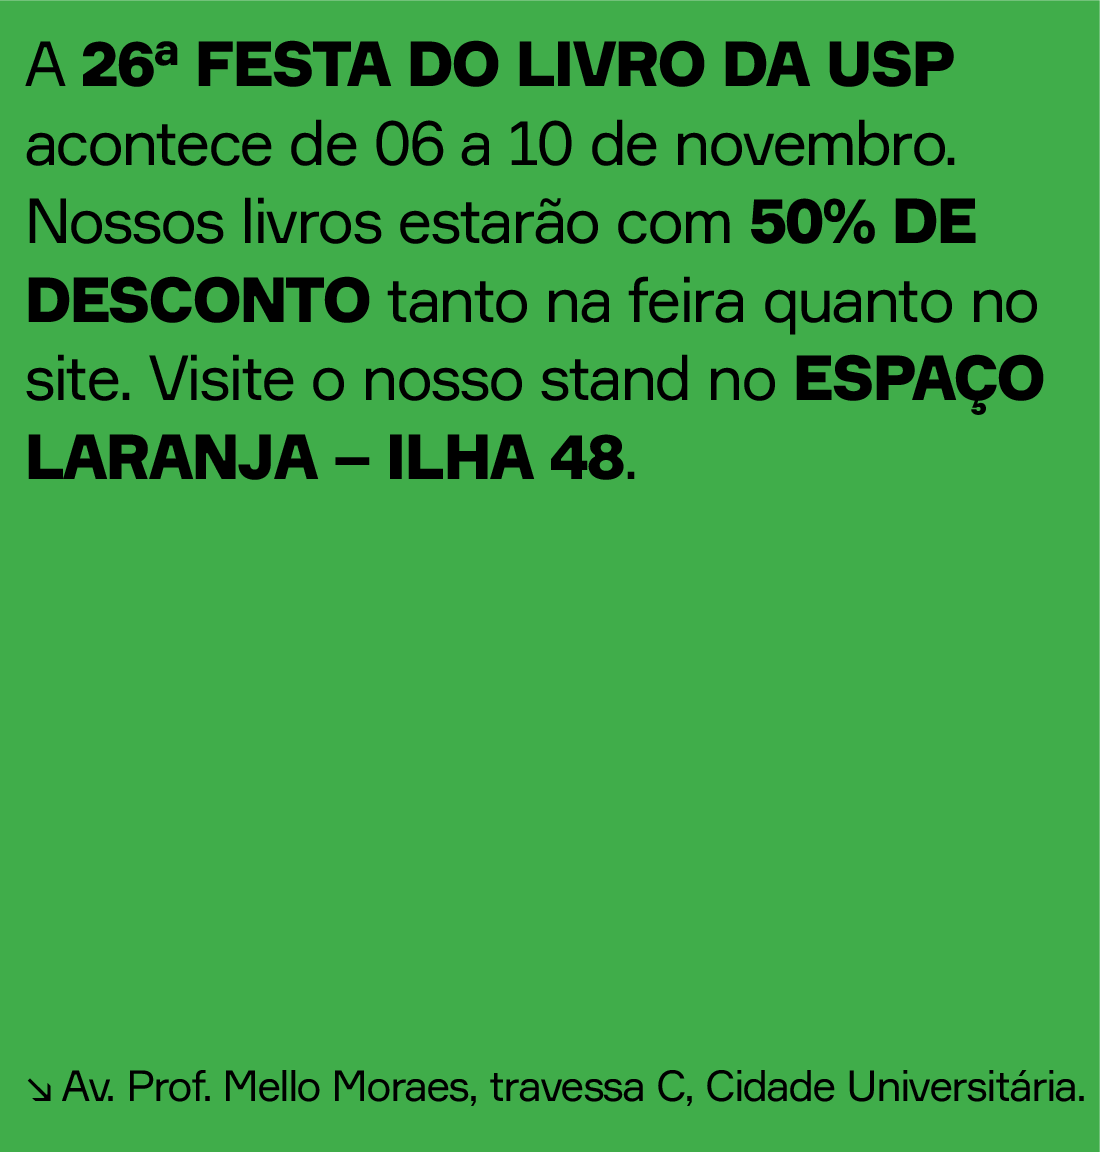 A 26ª FESTA DO LIVRO DA USP
acontece de 06 a 10 de novembro.
Nossos livros estarão com 50% DE
DESCONTO tanto na feira quanto no
site. Visite o nosso stand no ESPAÇO
LARANJA – ILHA 48.
↘ Av. Prof. Mello Moraes, travessa C, Cidade Universitária.